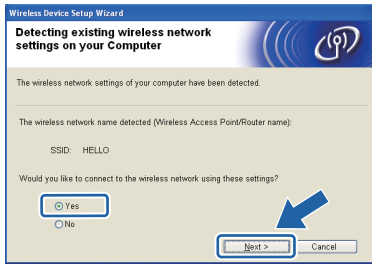 Wireless Device Setup Wizard
Detecting existing wireless network
settings on your Computer
The wireless network settings of your computer have been detected.
The wireless network name detected (Wireless Access Point/Router name):
SSID: HELLO
Would you like to connect to the wireless network using these settings?
Yes
No
Next > Cancel